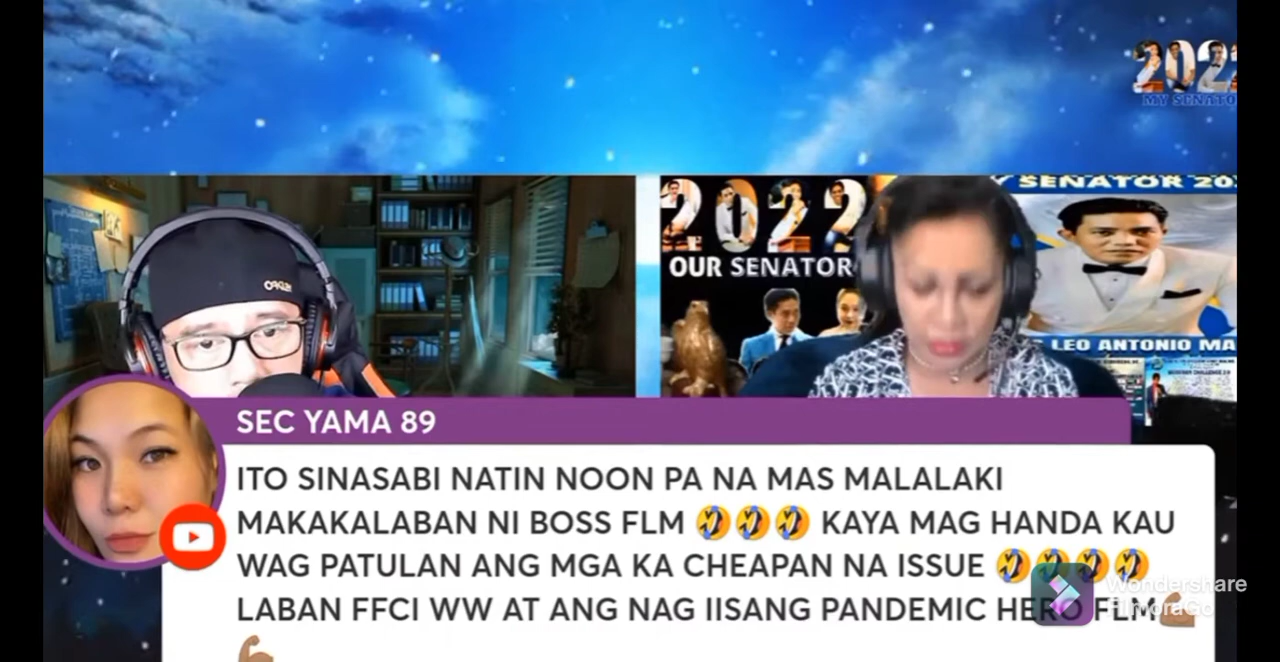 2022
MY SENATO
2022
OUR SENATOR
Y SENATOR 20
LEO ANTONIO MA
OAKLEY
SEC YAMA 89
ITO SINASABI NATIN NOON PA NA MAS MALALAKI
MAKAKALABAN NI BOSS FLM 🤣🤣🤣 KAYA MAG HANDA KAU
WAG PATULAN ANG MGA KA CHEAPAN NA ISSUE 🤣🤣🤣🤣
LABAN FFCI WW AT ANG NAG IISANG PANDEMIC HERO FLM💪🏽
💪🏽
Wondershare
FilmoraGo